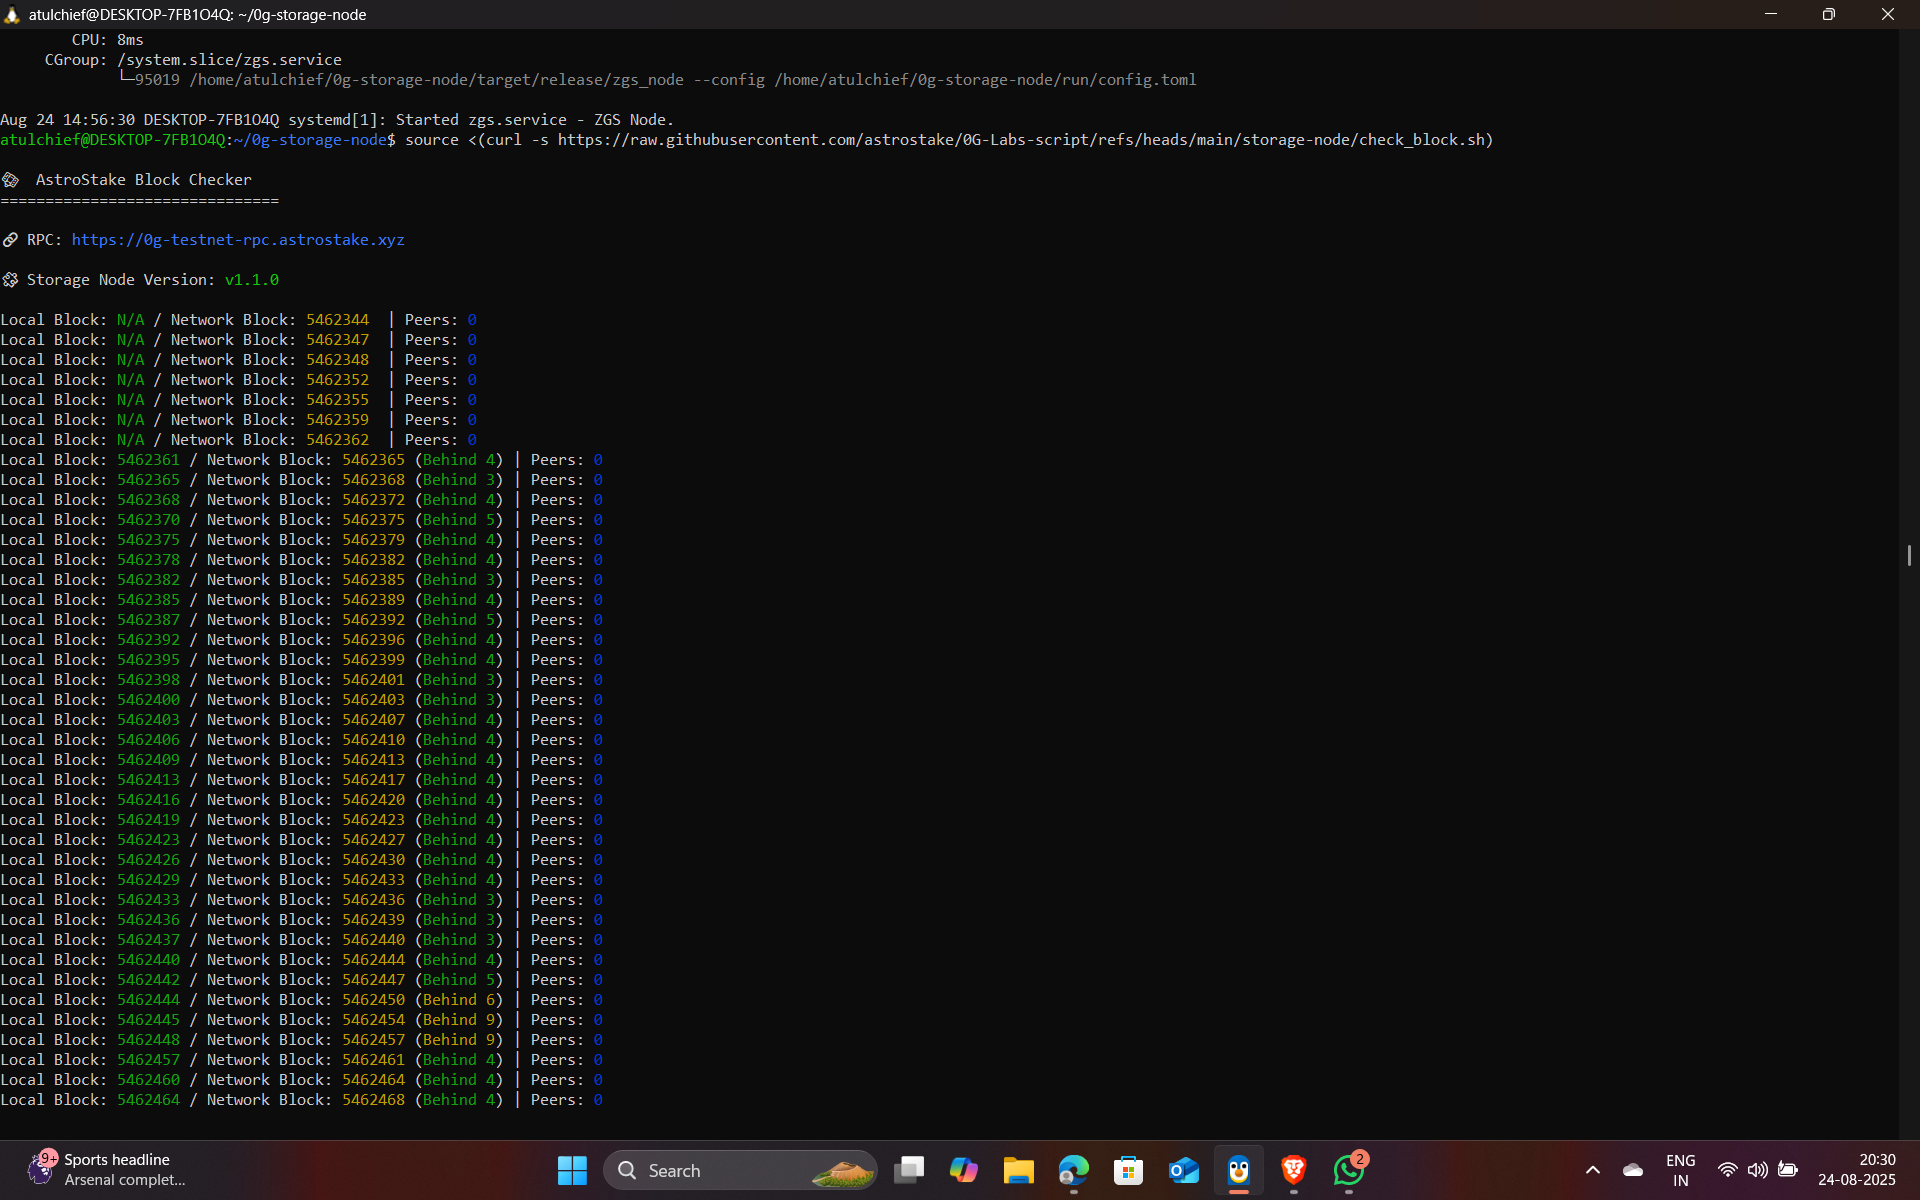 atulchief@DESKTOP-7FB1O4Q: ~/0g-storage-node
CPU: 8ms
CGroup: /system.slice/zgs.service
└─95019 /home/atulchief/0g-storage-node/target/release/zgs_node --config /home/atulchief/0g-storage-node/run/config.toml
Aug 24 14:56:30 DESKTOP-7FB1O4Q systemd[1]: Started zgs.service - ZGS Node.
atulchief@DESKTOP-7FB1O4Q:~/0g-storage-node$ source <(curl -s https://raw.githubusercontent.com/astrostake/0G-Labs-script/refs/heads/main/storage-node/check_block.sh)
AstroStake Block Checker
===============================
RPC: https://0g-testnet-rpc.astrostake.xyz
Storage Node Version: v1.1.0
Local Block: N/A / Network Block: 5462344 | Peers: 0
Local Block: N/A / Network Block: 5462347 | Peers: 0
Local Block: N/A / Network Block: 5462348 | Peers: 0
Local Block: N/A / Network Block: 5462352 | Peers: 0
Local Block: N/A / Network Block: 5462355 | Peers: 0
Local Block: N/A / Network Block: 5462359 | Peers: 0
Local Block: N/A / Network Block: 5462362 | Peers: 0
Local Block: 5462361 / Network Block: 5462365 (Behind 4) | Peers: 0
Local Block: 5462365 / Network Block: 5462368 (Behind 3) | Peers: 0
Local Block: 5462368 / Network Block: 5462372 (Behind 4) | Peers: 0
Local Block: 5462370 / Network Block: 5462375 (Behind 5) | Peers: 0
Local Block: 5462375 / Network Block: 5462379 (Behind 4) | Peers: 0
Local Block: 5462378 / Network Block: 5462382 (Behind 4) | Peers: 0
Local Block: 5462382 / Network Block: 5462385 (Behind 3) | Peers: 0
Local Block: 5462385 / Network Block: 5462389 (Behind 4) | Peers: 0
Local Block: 5462387 / Network Block: 5462392 (Behind 5) | Peers: 0
Local Block: 5462392 / Network Block: 5462396 (Behind 4) | Peers: 0
Local Block: 5462395 / Network Block: 5462399 (Behind 4) | Peers: 0
Local Block: 5462398 / Network Block: 5462401 (Behind 3) | Peers: 0
Local Block: 5462400 / Network Block: 5462403 (Behind 3) | Peers: 0
Local Block: 5462403 / Network Block: 5462407 (Behind 4) | Peers: 0
Local Block: 5462406 / Network Block: 5462410 (Behind 4) | Peers: 0
Local Block: 5462409 / Network Block: 5462413 (Behind 4) | Peers: 0
Local Block: 5462413 / Network Block: 5462417 (Behind 4) | Peers: 0
Local Block: 5462416 / Network Block: 5462420 (Behind 4) | Peers: 0
Local Block: 5462419 / Network Block: 5462423 (Behind 4) | Peers: 0
Local Block: 5462423 / Network Block: 5462427 (Behind 4) | Peers: 0
Local Block: 5462426 / Network Block: 5462430 (Behind 4) | Peers: 0
Local Block: 5462429 / Network Block: 5462433 (Behind 4) | Peers: 0
Local Block: 5462433 / Network Block: 5462436 (Behind 3) | Peers: 0
Local Block: 5462436 / Network Block: 5462439 (Behind 3) | Peers: 0
Local Block: 5462437 / Network Block: 5462440 (Behind 3) | Peers: 0
Local Block: 5462440 / Network Block: 5462444 (Behind 4) | Peers: 0
Local Block: 5462442 / Network Block: 5462447 (Behind 5) | Peers: 0
Local Block: 5462444 / Network Block: 5462450 (Behind 6) | Peers: 0
Local Block: 5462445 / Network Block: 5462454 (Behind 9) | Peers: 0
Local Block: 5462448 / Network Block: 5462457 (Behind 9) | Peers: 0
Local Block: 5462457 / Network Block: 5462461 (Behind 4) | Peers: 0
Local Block: 5462460 / Network Block: 5462464 (Behind 4) | Peers: 0
Local Block: 5462464 / Network Block: 5462468 (Behind 4) | Peers: 0
9+
Sports headline
Arsenal complet...
Search
2
ENG
IN
20:30
24-08-2025